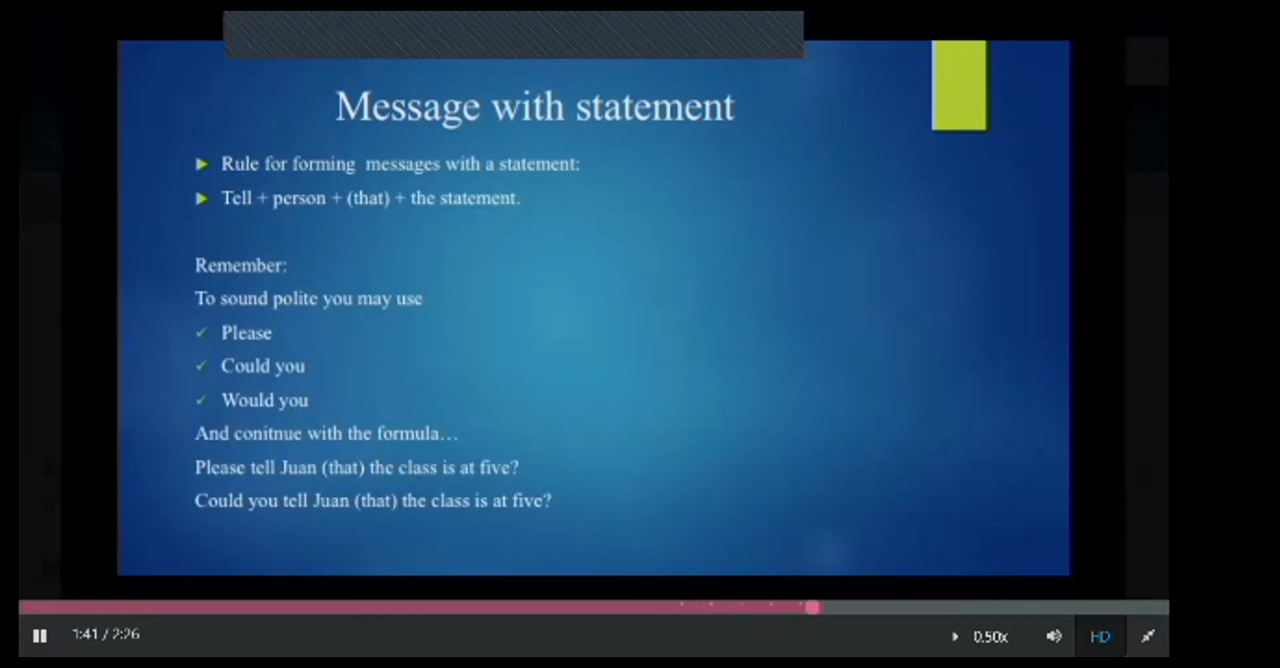 Message with statement
Rule for forming messages with a statement:
Tell + person + (that) + the statement.
Remember:
To sound polite you may use
Please
Could you
Would you
And conitnue with the formula…
Please tell Juan (that) the class is at five?
Could you tell Juan (that) the class is at five?
1:41 / 2:26
0.50x
HD